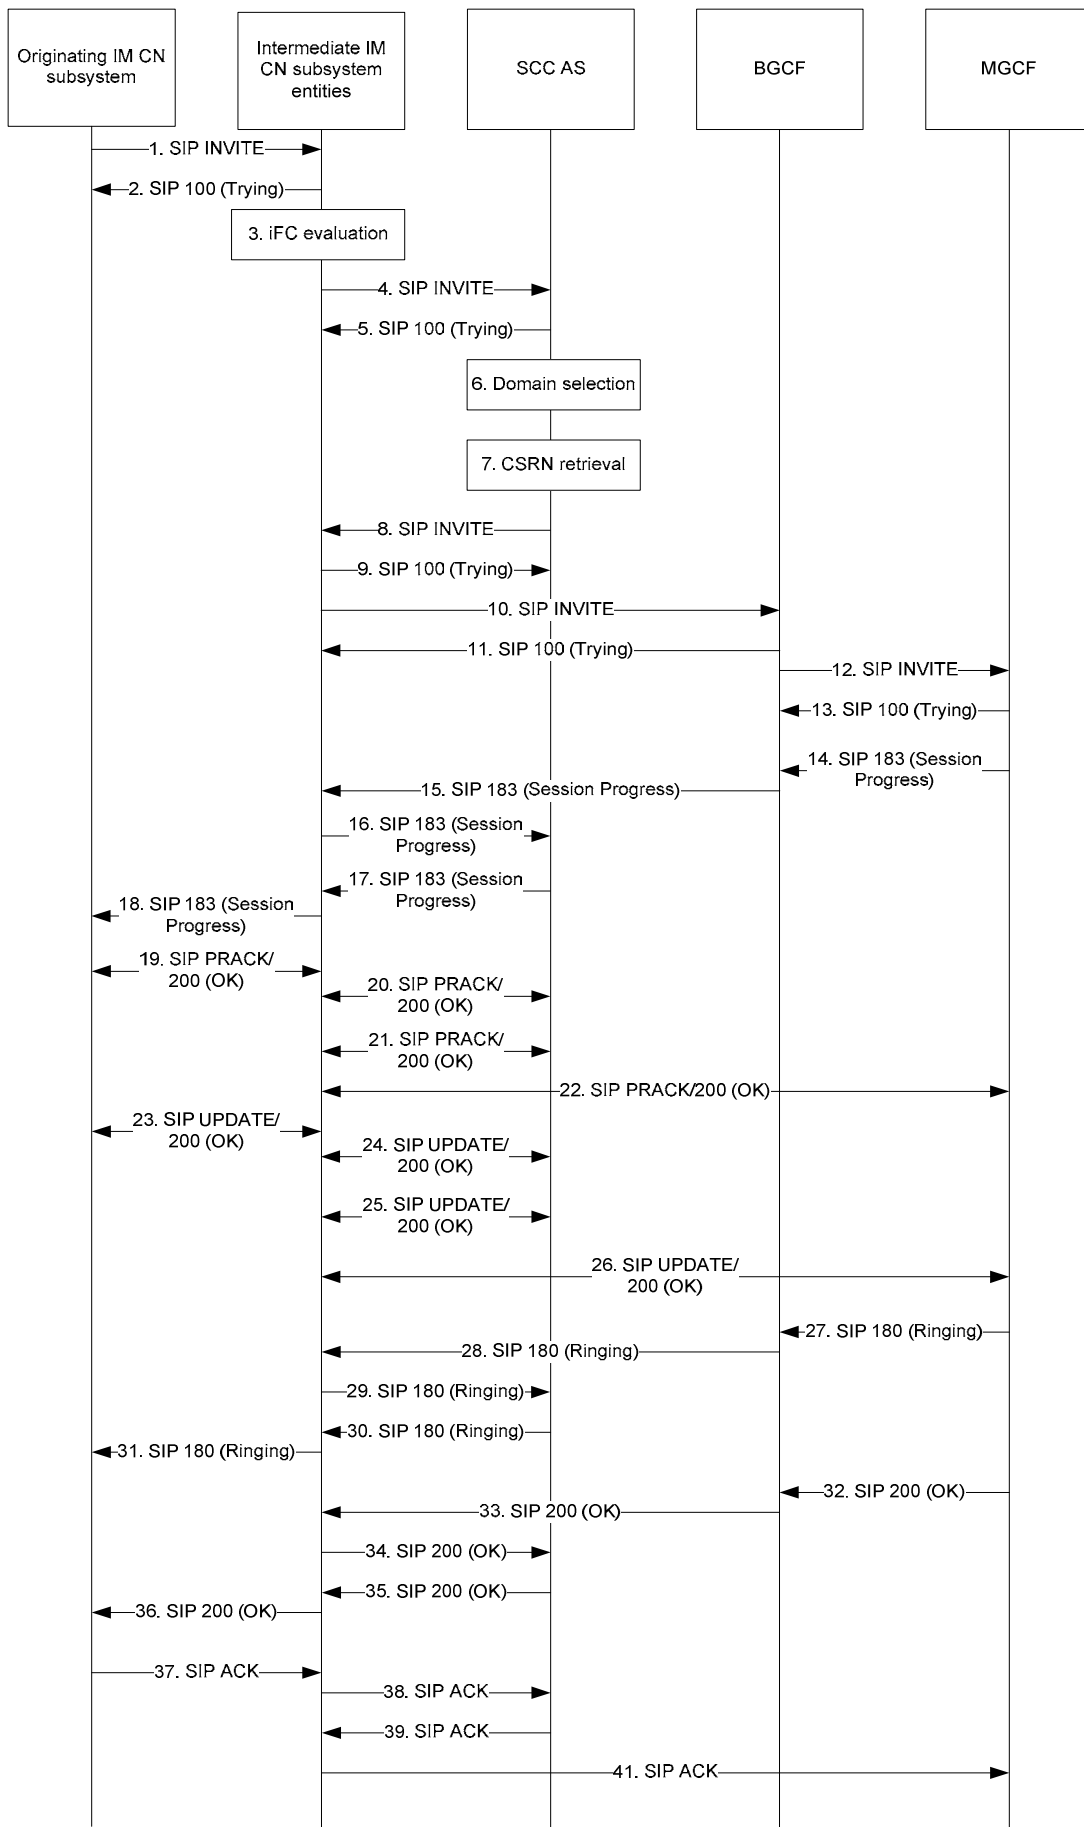 Originating IM CN
subsystem
Intermediate IM
CN subsystem
entities
SCC AS
BGCF
MGCF
1. SIP INVITE
2. SIP 100 (Trying)
3. iFC evaluation
4. SIP INVITE
5. SIP 100 (Trying)
6. Domain selection
7. CSRN retrieval
8. SIP INVITE
9. SIP 100 (Trying)
10. SIP INVITE
11. SIP 100 (Trying)
12. SIP INVITE
13. SIP 100 (Trying)
14. SIP 183 (Session
Progress)
15. SIP 183 (Session Progress)
16. SIP 183 (Session
Progress)
17. SIP 183 (Session
Progress)
18. SIP 183 (Session
Progress)
19. SIP PRACK/
200 (OK)
20. SIP PRACK/
200 (OK)
21. SIP PRACK/
200 (OK)
22. SIP PRACK/200 (OK)
23. SIP UPDATE/
200 (OK)
24. SIP UPDATE/
200 (OK)
25. SIP UPDATE/
200 (OK)
26. SIP UPDATE/
200 (OK)
27. SIP 180 (Ringing)
28. SIP 180 (Ringing)
29. SIP 180 (Ringing)
30. SIP 180 (Ringing)
31. SIP 180 (Ringing)
32. SIP 200 (OK)
33. SIP 200 (OK)
34. SIP 200 (OK)
35. SIP 200 (OK)
36. SIP 200 (OK)
37. SIP ACK
38. SIP ACK
39. SIP ACK
41. SIP ACK